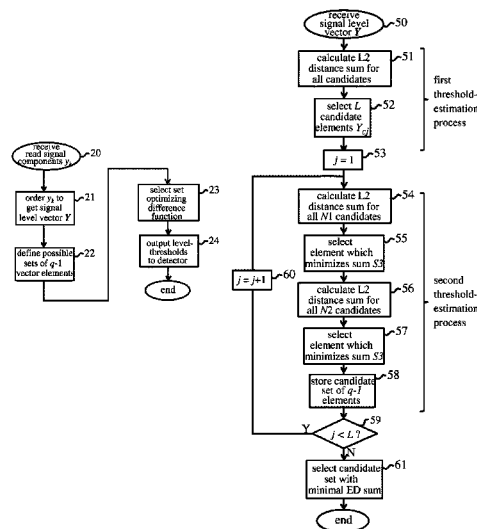 receive
read signal
components yk
20
order yk to
get signal
level vector Y
21
define possible
sets of q-1
vector elements
22
select set
optimizing
difference
function
23
output level-
thresholds
to detector
24
end
receive
signal level
vector Y
50
calculate L2
distance sum for
all candidates
51
select L
candidate
elements Ycj
52
first
threshold-
estimation
process
j = 1
53
calculate L2
distance sum for
all N1 candidates
54
select
element which
minimizes sum S3
55
calculate L2
distance sum for
all N2 candidates
56
select
element which
minimizes sum S3
57
store candidate
set of q-1
elements
58
second
threshold-
estimation
process
j = j+1
60
j < L ?
59
Y
N
select candidate
set with
minimal ED sum
61
end